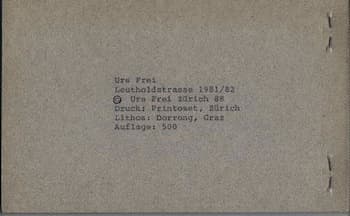 Urs Frei
Leutholdstrasse 1981/82
© Urs Frei Zürich 88
Druck: Printoset, Zürich
Lithos: Dorrong, Graz
Auflage: 500